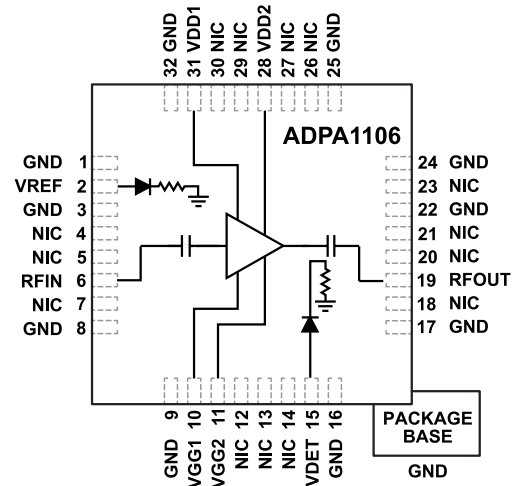 32 GND
31 VDD1
30 NIC
29 NIC
28 VDD2
27 NIC
26 NIC
25 GND
ADPA1106
GND 1
VREF 2
GND 3
NIC 4
NIC 5
RFIN 6
NIC 7
GND 8
24 GND
23 NIC
22 GND
21 NIC
20 NIC
19 RFOUT
18 NIC
17 GND
GND 9
VGG1 10
VGG2 11
NIC 12
NIC 13
NIC 14
VDET 15
GND 16
PACKAGE
BASE
GND